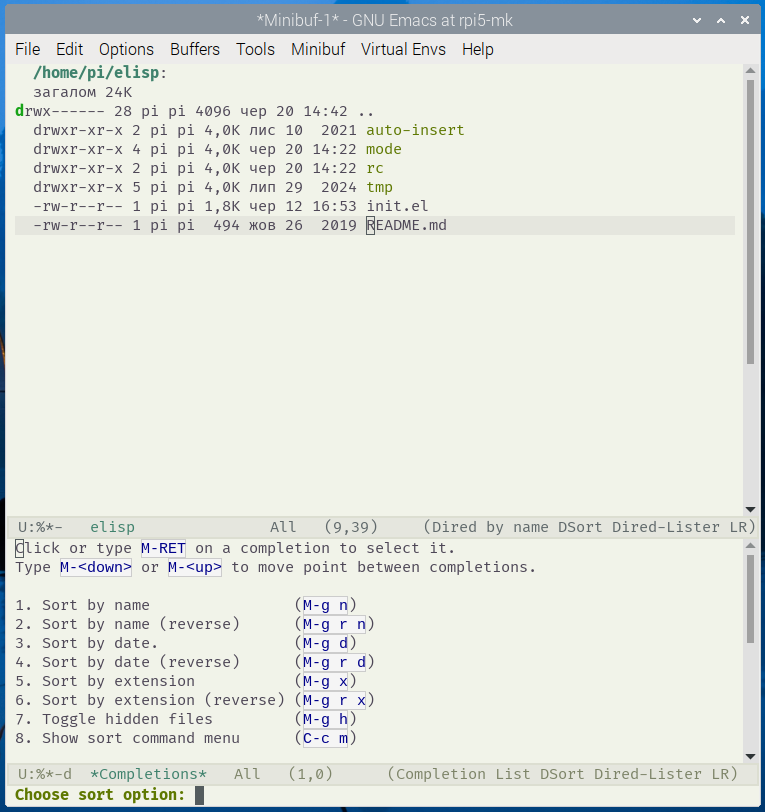 *Minibuf-1* - GNU Emacs at rpi5-mk
File Edit Options Buffers Tools Minibuf Virtual Envs Help
/home/pi/elisp:
загалом 24K
drwx------ 28 pi pi 4096 чер 20 14:42 ..
drwxr-xr-x 2 pi pi 4,0K лис 10  2021 auto-insert
drwxr-xr-x 4 pi pi 4,0K чер 20 14:22 mode
drwxr-xr-x 2 pi pi 4,0K чер 20 14:22 rc
drwxr-xr-x 5 pi pi 4,0K лип 29  2024 tmp
-rw-r--r-- 1 pi pi 1,8K чер 12 16:53 init.el
-rw-r--r-- 1 pi pi  494 жов 26  2019 README.md
U:%*-  elisp  All  (9,39)  (Dired by name DSort Dired-Lister LR)
Click or type M-RET on a completion to select it.
Type M-<down> or M-<up> to move point between completions.
1. Sort by name (M-g n)
2. Sort by name (reverse) (M-g r n)
3. Sort by date. (M-g d)
4. Sort by date (reverse) (M-g r d)
5. Sort by extension (M-g x)
6. Sort by extension (reverse) (M-g r x)
7. Toggle hidden files (M-g h)
8. Show sort command menu (C-c m)
U:%*-d  *Completions*  All  (1,0)  (Completion List DSort Dired-Lister LR)
Choose sort option: